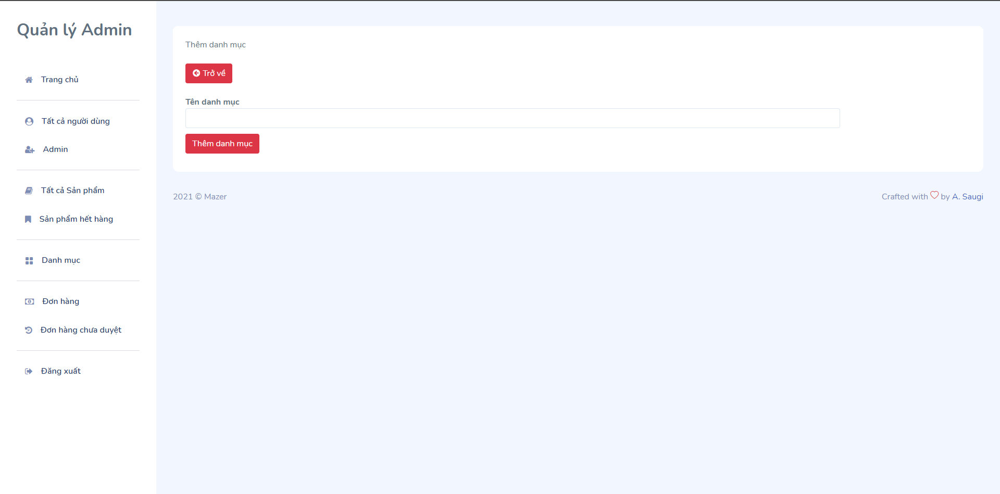 Quản lý Admin
Trang chủ
Tất cả người dùng
Admin
Tất cả Sản phẩm
Sản phẩm hết hàng
Danh mục
Đơn hàng
Đơn hàng chưa duyệt
Đăng xuất
Thêm danh mục
Trở về
Tên danh mục
Thêm danh mục
2021 © Mazer
Crafted with by A. Saugi